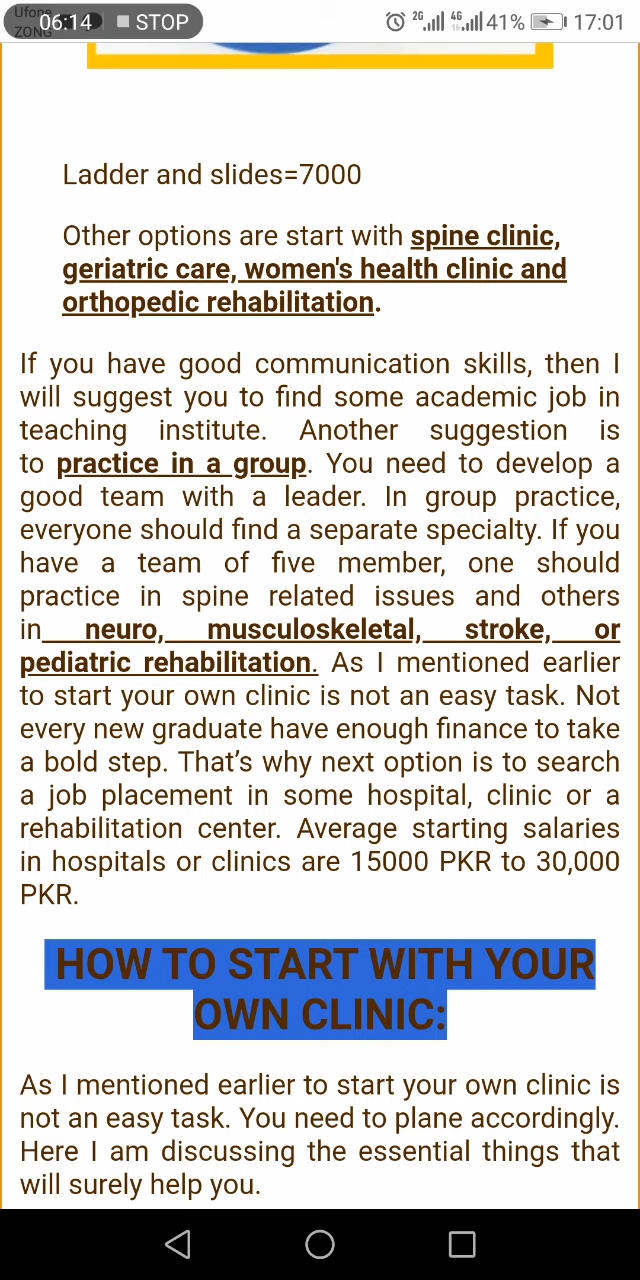 Ufone
ZONG
06:14 STOP 2G 4G 41% 17:01
Ladder and slides=7000
Other options are start with spine clinic,
geriatric care, women's health clinic and
orthopedic rehabilitation.
If you have good communication skills, then I
will suggest you to find some academic job in
teaching institute. Another suggestion is
to practice in a group. You need to develop a
good team with a leader. In group practice,
everyone should find a separate specialty. If you
have a team of five member, one should
practice in spine related issues and others
in neuro, musculoskeletal, stroke, or
pediatric rehabilitation. As I mentioned earlier
to start your own clinic is not an easy task. Not
every new graduate have enough finance to take
a bold step. That’s why next option is to search
a job placement in some hospital, clinic or a
rehabilitation center. Average starting salaries
in hospitals or clinics are 15000 PKR to 30,000
PKR.
HOW TO START WITH YOUR
OWN CLINIC:
As I mentioned earlier to start your own clinic is
not an easy task. You need to plane accordingly.
Here I am discussing the essential things that
will surely help you.